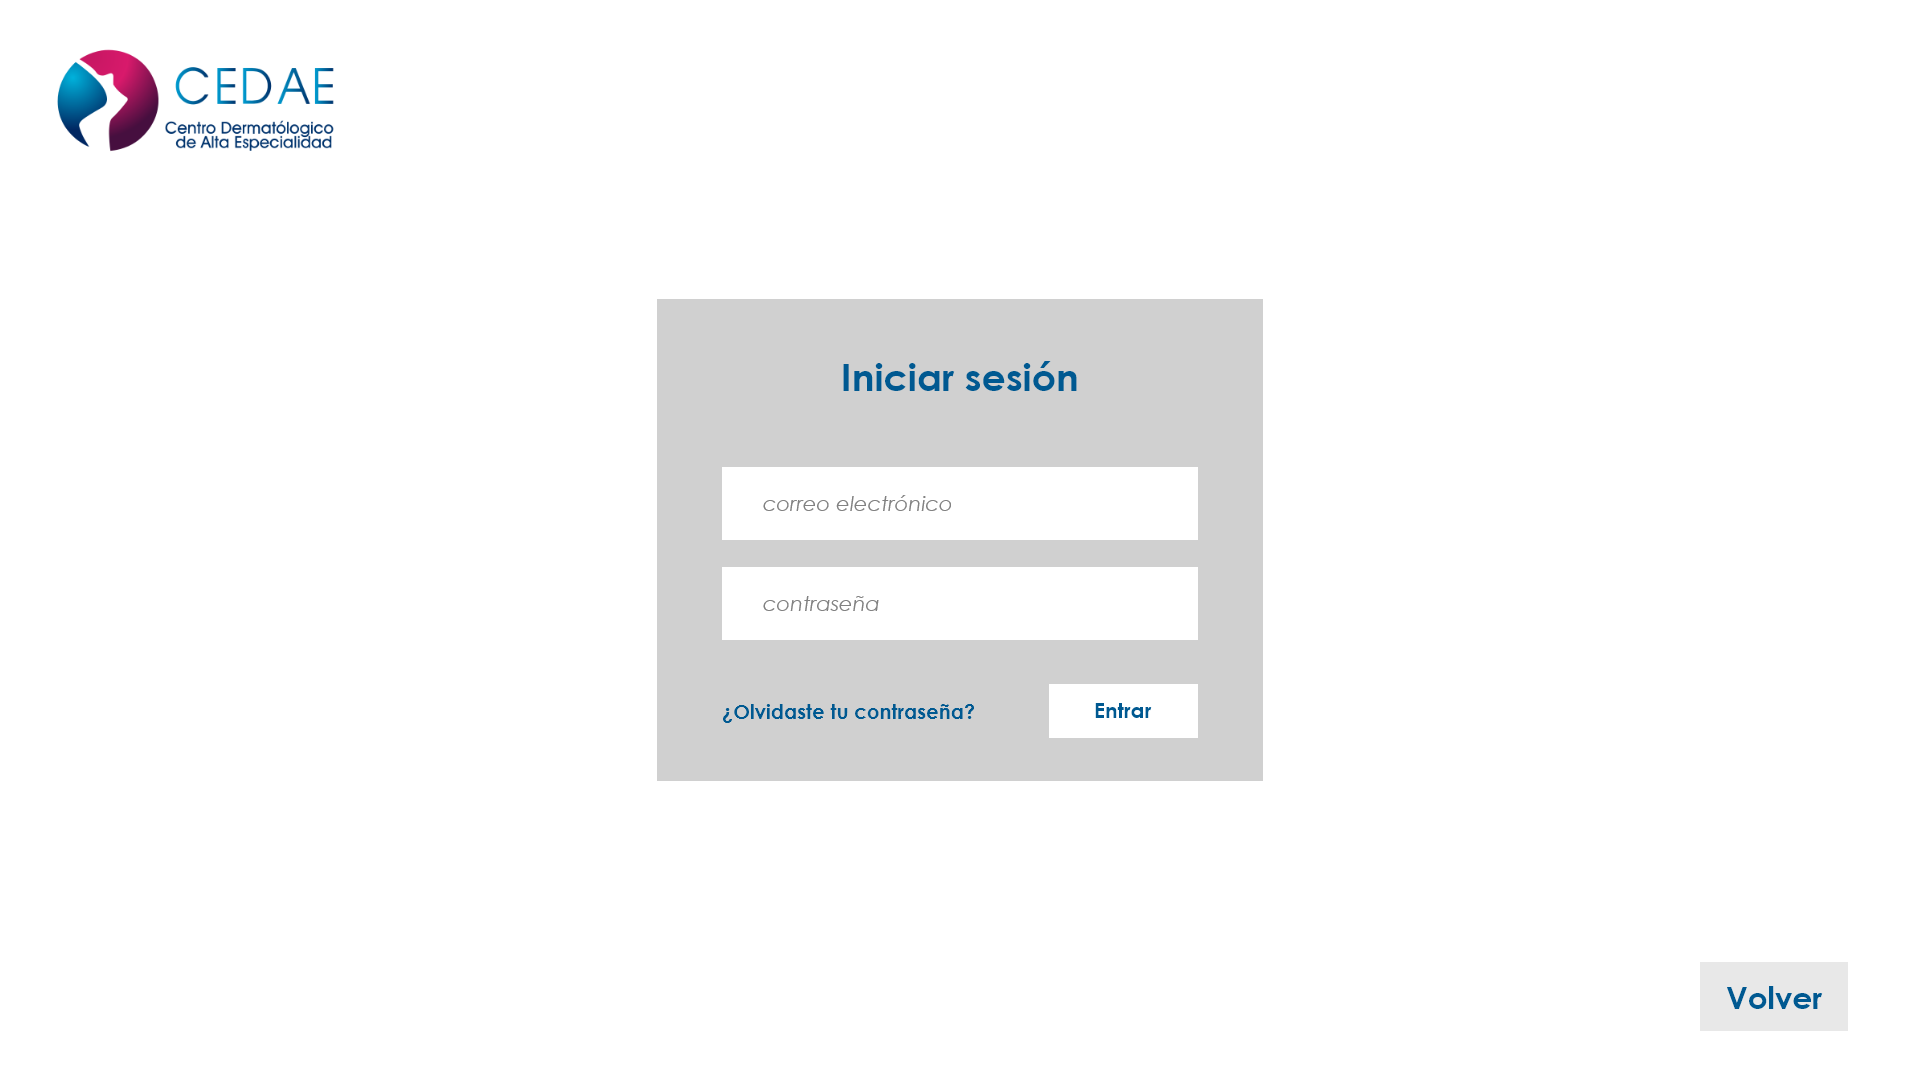 CEDAE
Centro Dermatólogico
de Alta Especialidad
Iniciar sesión
correo electrónico
contraseña
¿Olvidaste tu contraseña?
Entrar
Volver